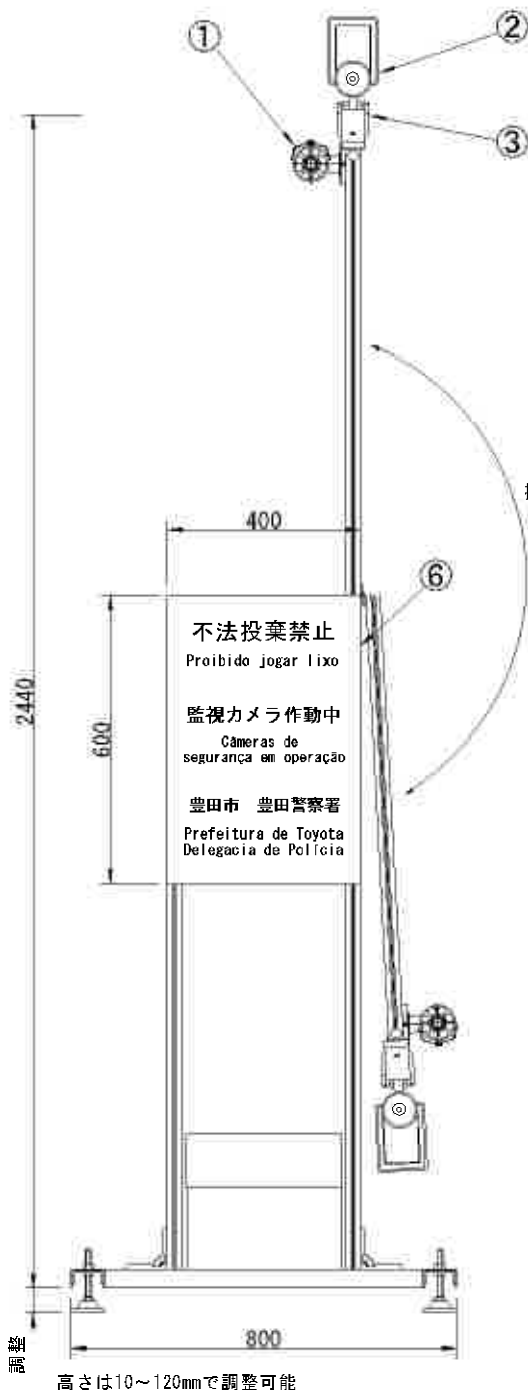 ①
②
③
400
⑥
2440
600
不法投棄禁止
Proibido jogar lixo
監視カメラ作動中
Câmeras de
segurança em operação
豊田市 豊田警察署
Prefeitura de Toyota
Delegacia de Polícia
調整
800
高さは10～120mmで調整可能